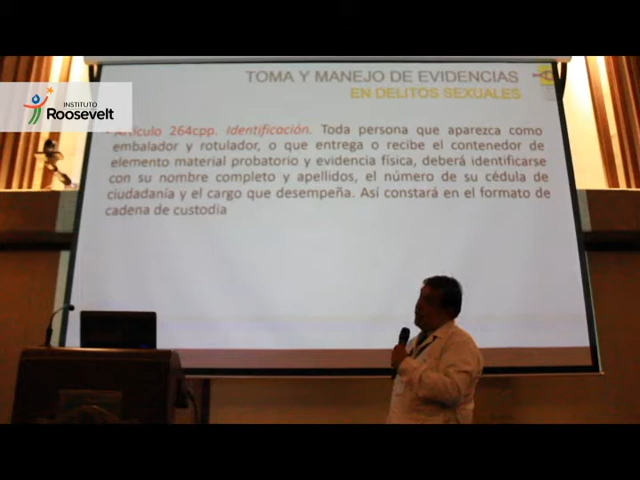 INSTITUTO
Roosevelt
TOMA Y MANEJO DE EVIDENCIAS
EN DELITOS SEXUALES
Artículo 264cpp. Identificación. Toda persona que aparezca como
embalador y rotulador, o que entrega o recibe el contenedor de
elemento material probatorio y evidencia física, deberá identificarse
con su nombre completo y apellidos, el número de su cédula de
ciudadanía y el cargo que desempeña. Así constará en el formato de
cadena de custodia